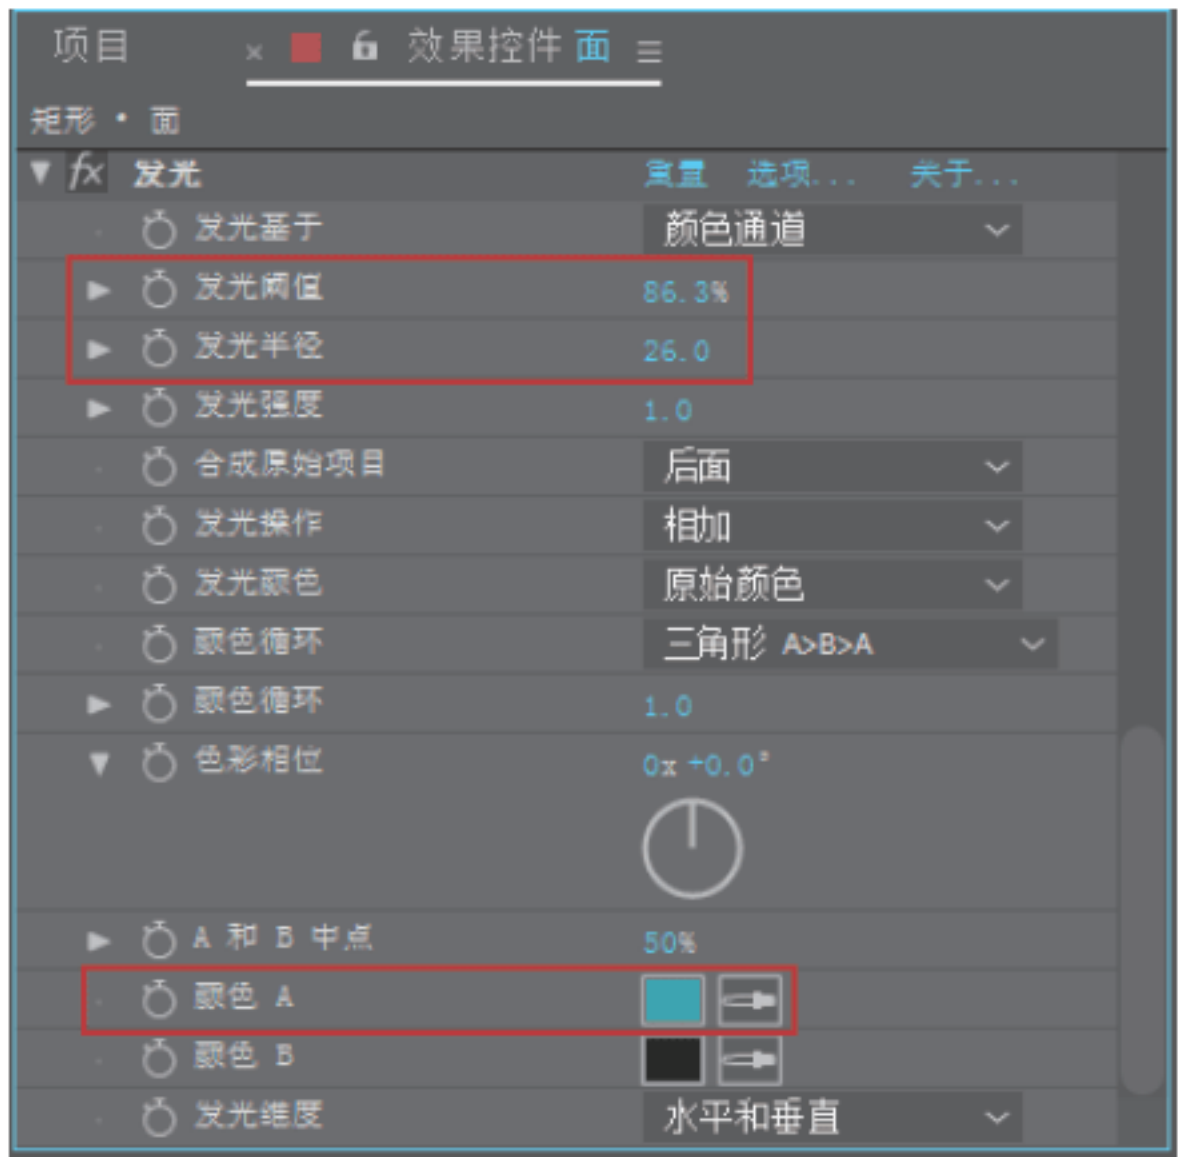 项目 × 效果控件 面 ≡
矩形 • 面
fx 发光 重置 选项... 关于...
发光基于 颜色通道
发光阈值 86.3%
发光半径 26.0
发光强度 1.0
合成原始项目 后面
发光操作 相加
发光颜色 原始颜色
颜色循环 三角形 A>B>A
颜色循环 1.0
色彩相位 0x +0.0°
A 和 B 中点 50%
颜色 A
颜色 B
发光维度 水平和垂直